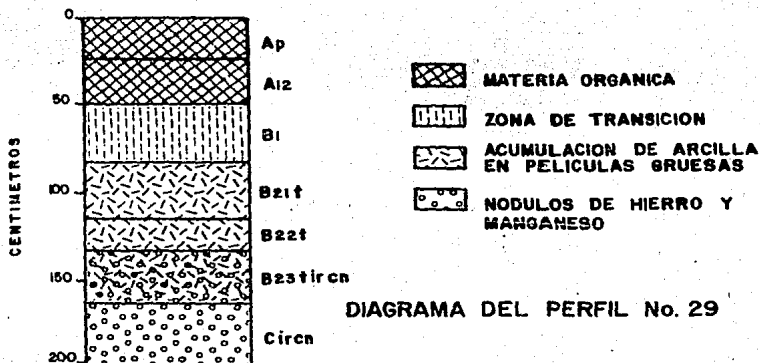 CENTIMETROS
0
50
100
150
200
Ap
A12
B1
B21t
B22t
B23tircn
Circn
MATERIA ORGANICA
ZONA DE TRANSICION
ACUMULACION DE ARCILLA
EN PELICULAS GRUESAS
NODULOS DE HIERRO Y
MANGANESO
DIAGRAMA DEL PERFIL No. 29